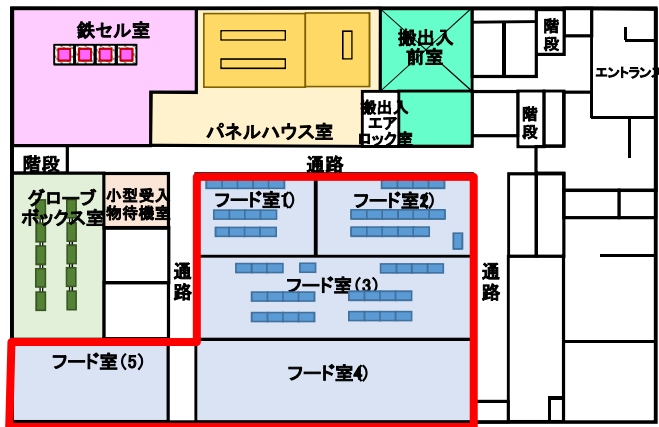 鉄セル室
搬出入
前室
階
段
エントランス
搬出入
エア
ロック室
階
段
パネルハウス室
階段
通路
グローブ
ボックス室
小型受入
物待機室
フード室1)
フード室2)
通
路
フード室(3)
通
路
フード室(5)
フード室4)